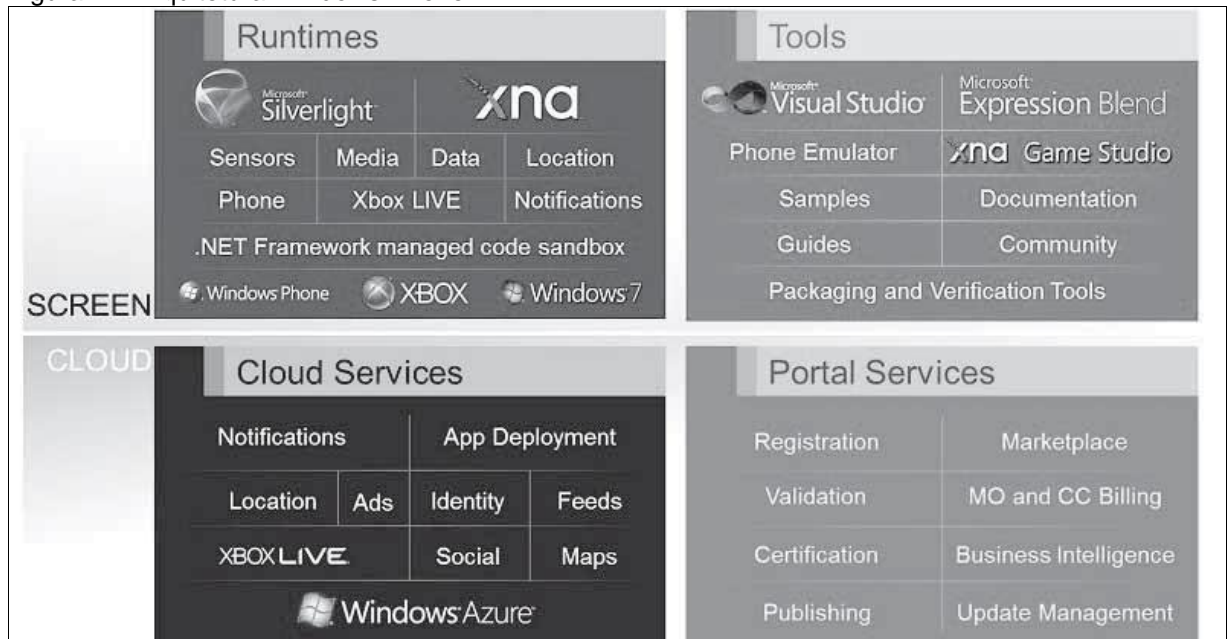 Runtimes
Microsoft Silverlight
xna
Sensors Media Data Location
Phone Xbox LIVE Notifications
.NET Framework managed code sandbox
Windows Phone XBOX Windows 7
Tools
Microsoft Visual Studio
Microsoft Expression Blend
Phone Emulator xna Game Studio
Samples Documentation
Guides Community
Packaging and Verification Tools
SCREEN
CLOUD
Cloud Services
Notifications App Deployment
Location Ads Identity Feeds
XBOX LIVE Social Maps
Windows Azure
Portal Services
Registration Marketplace
Validation MO and CC Billing
Certification Business Intelligence
Publishing Update Management